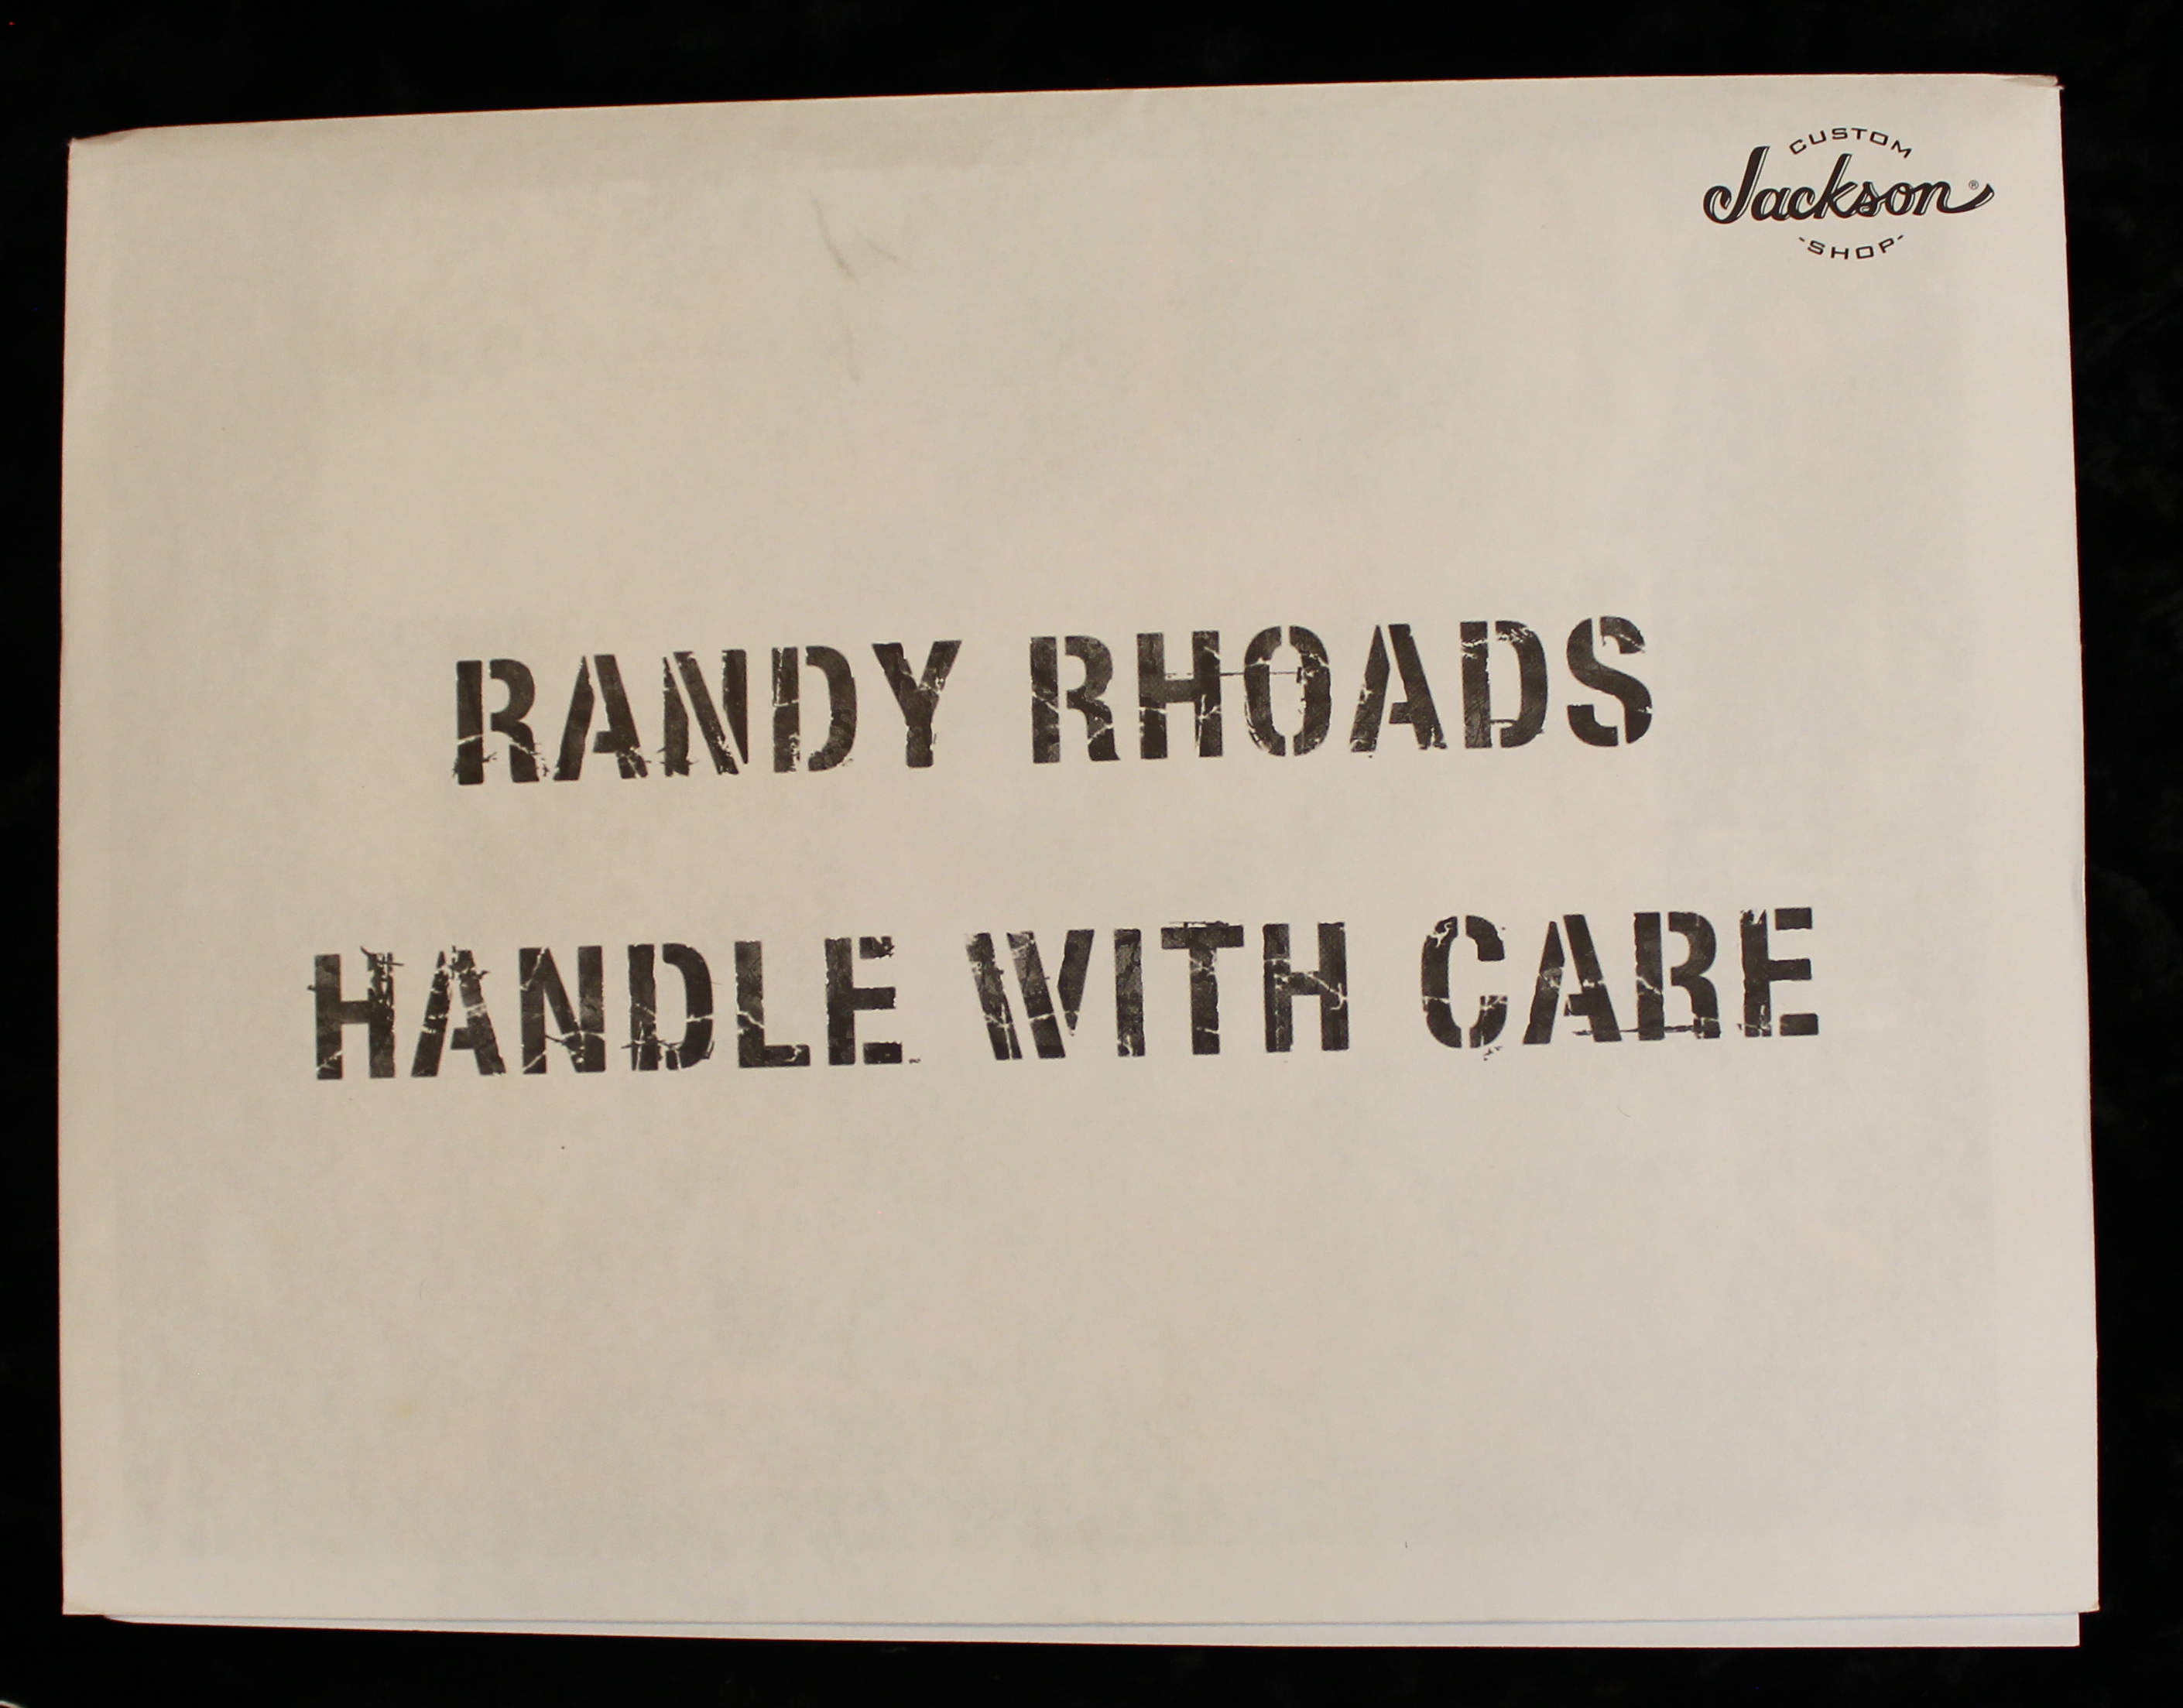 CUSTOM
Jackson®
-SHOP-
RANDY RHOADS
HANDLE WITH CARE